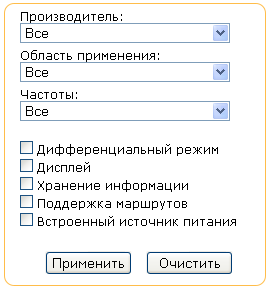 Производитель:
Все
Область применения:
Все
Частоты:
Все
Дифференциальный режим
Дисплей
Хранение информации
Поддержка маршрутов
Встроенный источник питания
Применить
Очистить